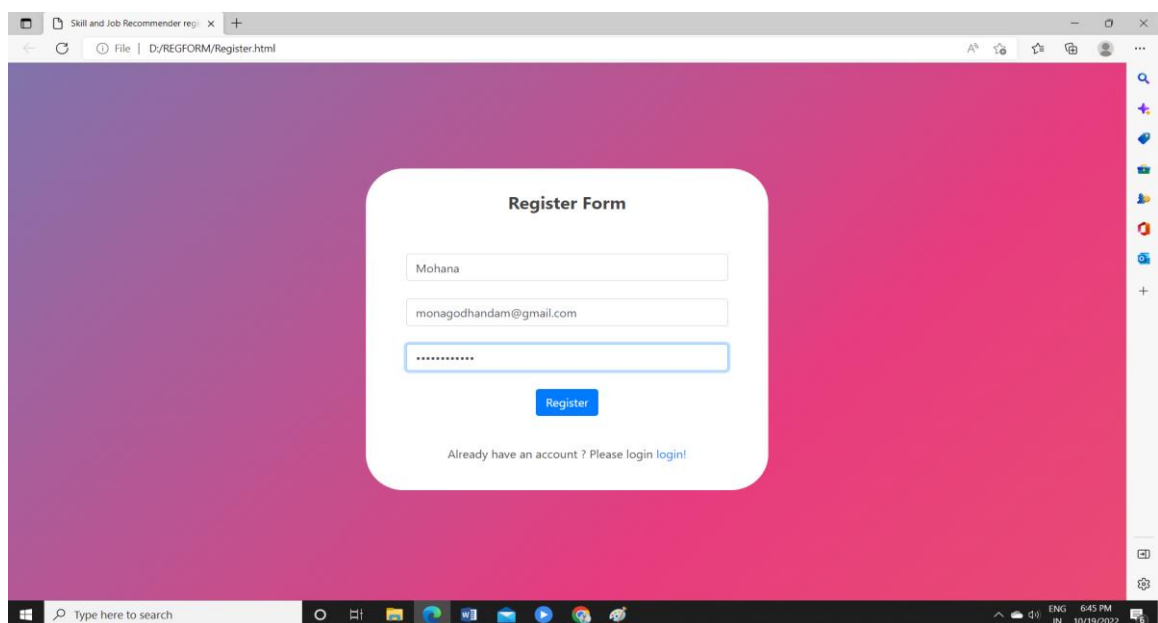 Skill and Job Recommender regi
File | D:/REGFORM/Register.html
Register Form
Mohana
monagodhandam@gmail.com
••••••••••••
Register
Already have an account ? Please login login!
Type here to search
ENG 6:45 PM
IN 10/19/2022